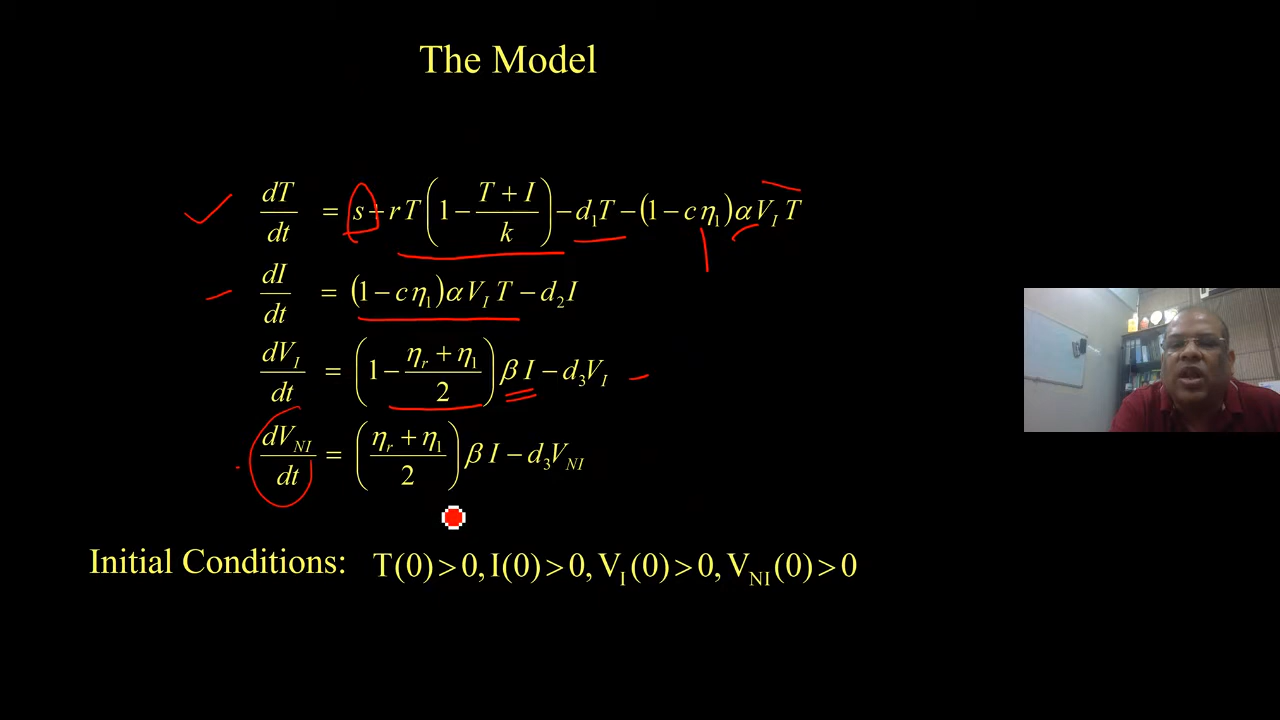 The Model
dT/dt = s + rT(1 − (T + I)/k) − d₁T − (1 − cη₁)αV_I T
dI/dt = (1 − cη₁)αV_I T − d₂I
dV_I/dt = (1 − (η_r + η₁)/2) βI − d₃V_I
dV_NI/dt = ((η_r + η₁)/2) βI − d₃V_NI
Initial Conditions: T(0) > 0, I(0) > 0, V_I(0) > 0, V_NI(0) > 0